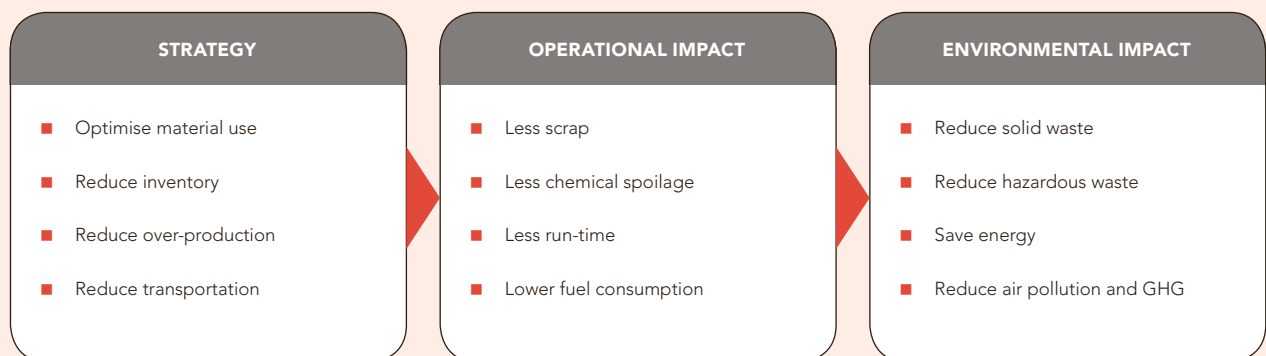 STRATEGY
Optimise material use
Reduce inventory
Reduce over-production
Reduce transportation
OPERATIONAL IMPACT
Less scrap
Less chemical spoilage
Less run-time
Lower fuel consumption
ENVIRONMENTAL IMPACT
Reduce solid waste
Reduce hazardous waste
Save energy
Reduce air pollution and GHG